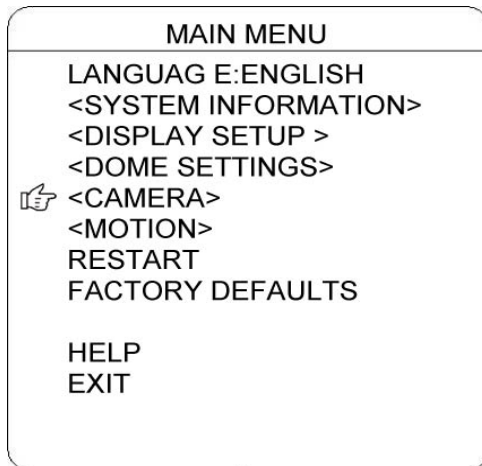 MAIN MENU
LANGUAG E:ENGLISH
<SYSTEM INFORMATION>
<DISPLAY SETUP >
<DOME SETTINGS>
<CAMERA>
<MOTION>
RESTART
FACTORY DEFAULTS
HELP
EXIT